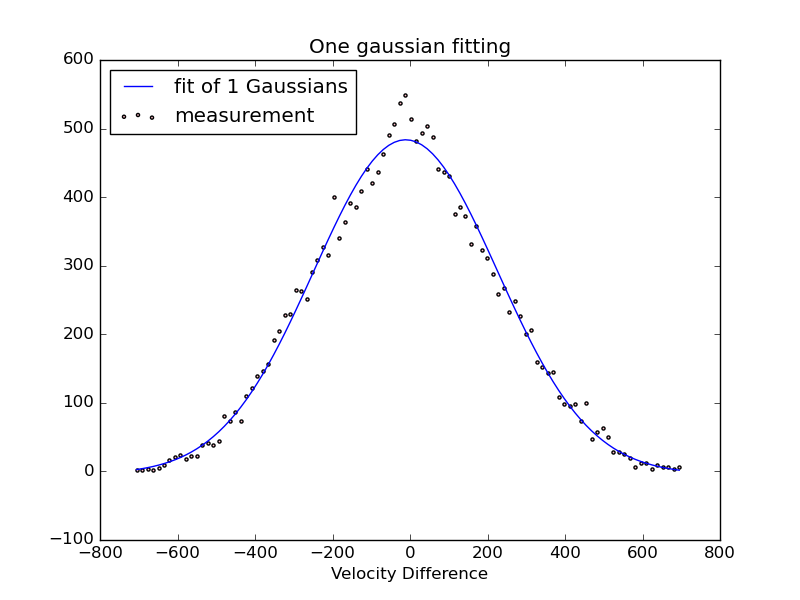 One gaussian fitting
600
fit of 1 Gaussians
measurement
500
400
300
200
100
0
−100
−800 −600 −400 −200 0 200 400 600 800
Velocity Difference